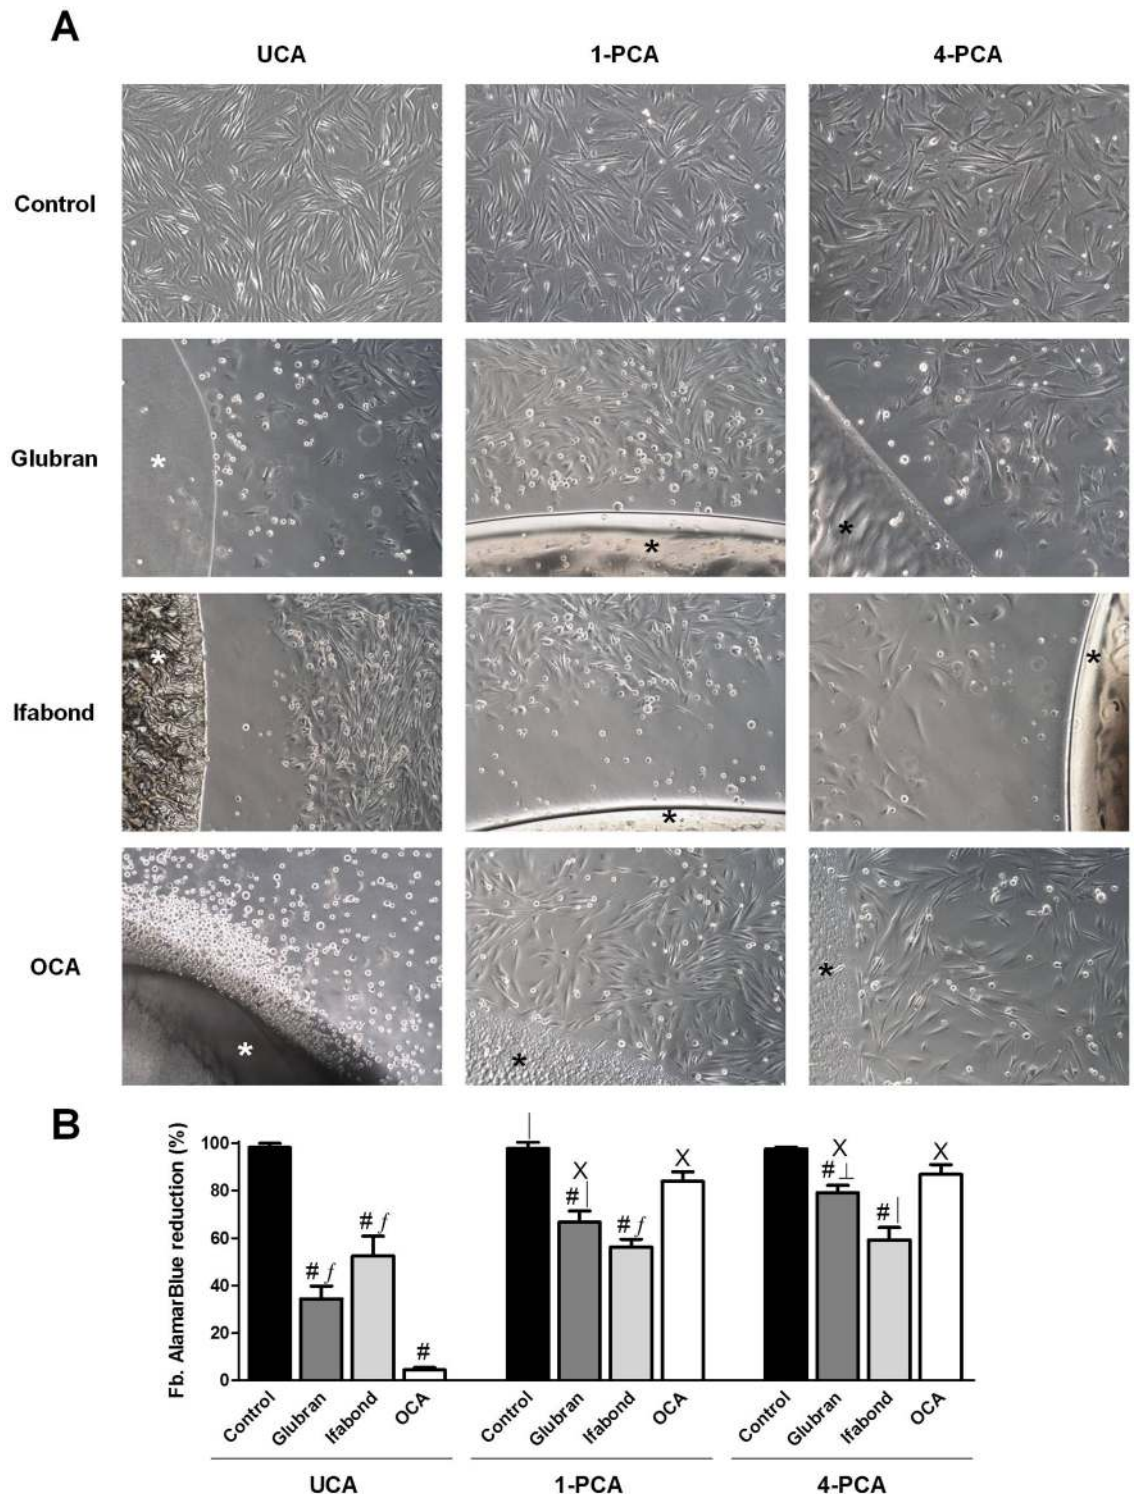 A
UCA 1-PCA 4-PCA
Control
Glubran
* * *
Ifabond
* * *
OCA
* * *
B
Fb. AlamarBlue reduction (%)
100
80
60
40
20
0
# ƒ # ƒ #
| X #| # ƒ X
X #⊥ #| X
Control Glubran Ifabond OCA Control Glubran Ifabond OCA Control Glubran Ifabond OCA
UCA 1-PCA 4-PCA